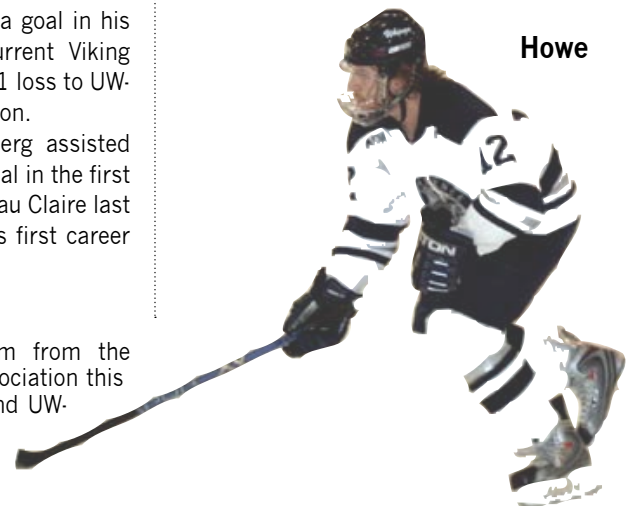 a goal in his
urrent Viking
1 loss to UW-
on.
erg assisted
al in the first
au Claire last
s first career
m from the
ociation this
nd UW-
Howe
2
TON